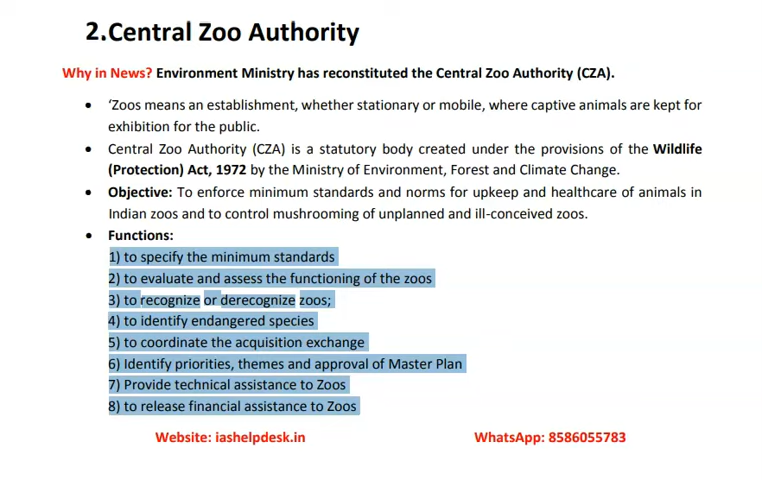 2.Central Zoo Authority
Why in News? Environment Ministry has reconstituted the Central Zoo Authority (CZA).
• ‘Zoos means an establishment, whether stationary or mobile, where captive animals are kept for
exhibition for the public.
• Central Zoo Authority (CZA) is a statutory body created under the provisions of the Wildlife
(Protection) Act, 1972 by the Ministry of Environment, Forest and Climate Change.
• Objective: To enforce minimum standards and norms for upkeep and healthcare of animals in
Indian zoos and to control mushrooming of unplanned and ill-conceived zoos.
• Functions:
1) to specify the minimum standards
2) to evaluate and assess the functioning of the zoos
3) to recognize or derecognize zoos;
4) to identify endangered species
5) to coordinate the acquisition exchange
6) Identify priorities, themes and approval of Master Plan
7) Provide technical assistance to Zoos
8) to release financial assistance to Zoos
Website: iashelpdesk.in WhatsApp: 8586055783